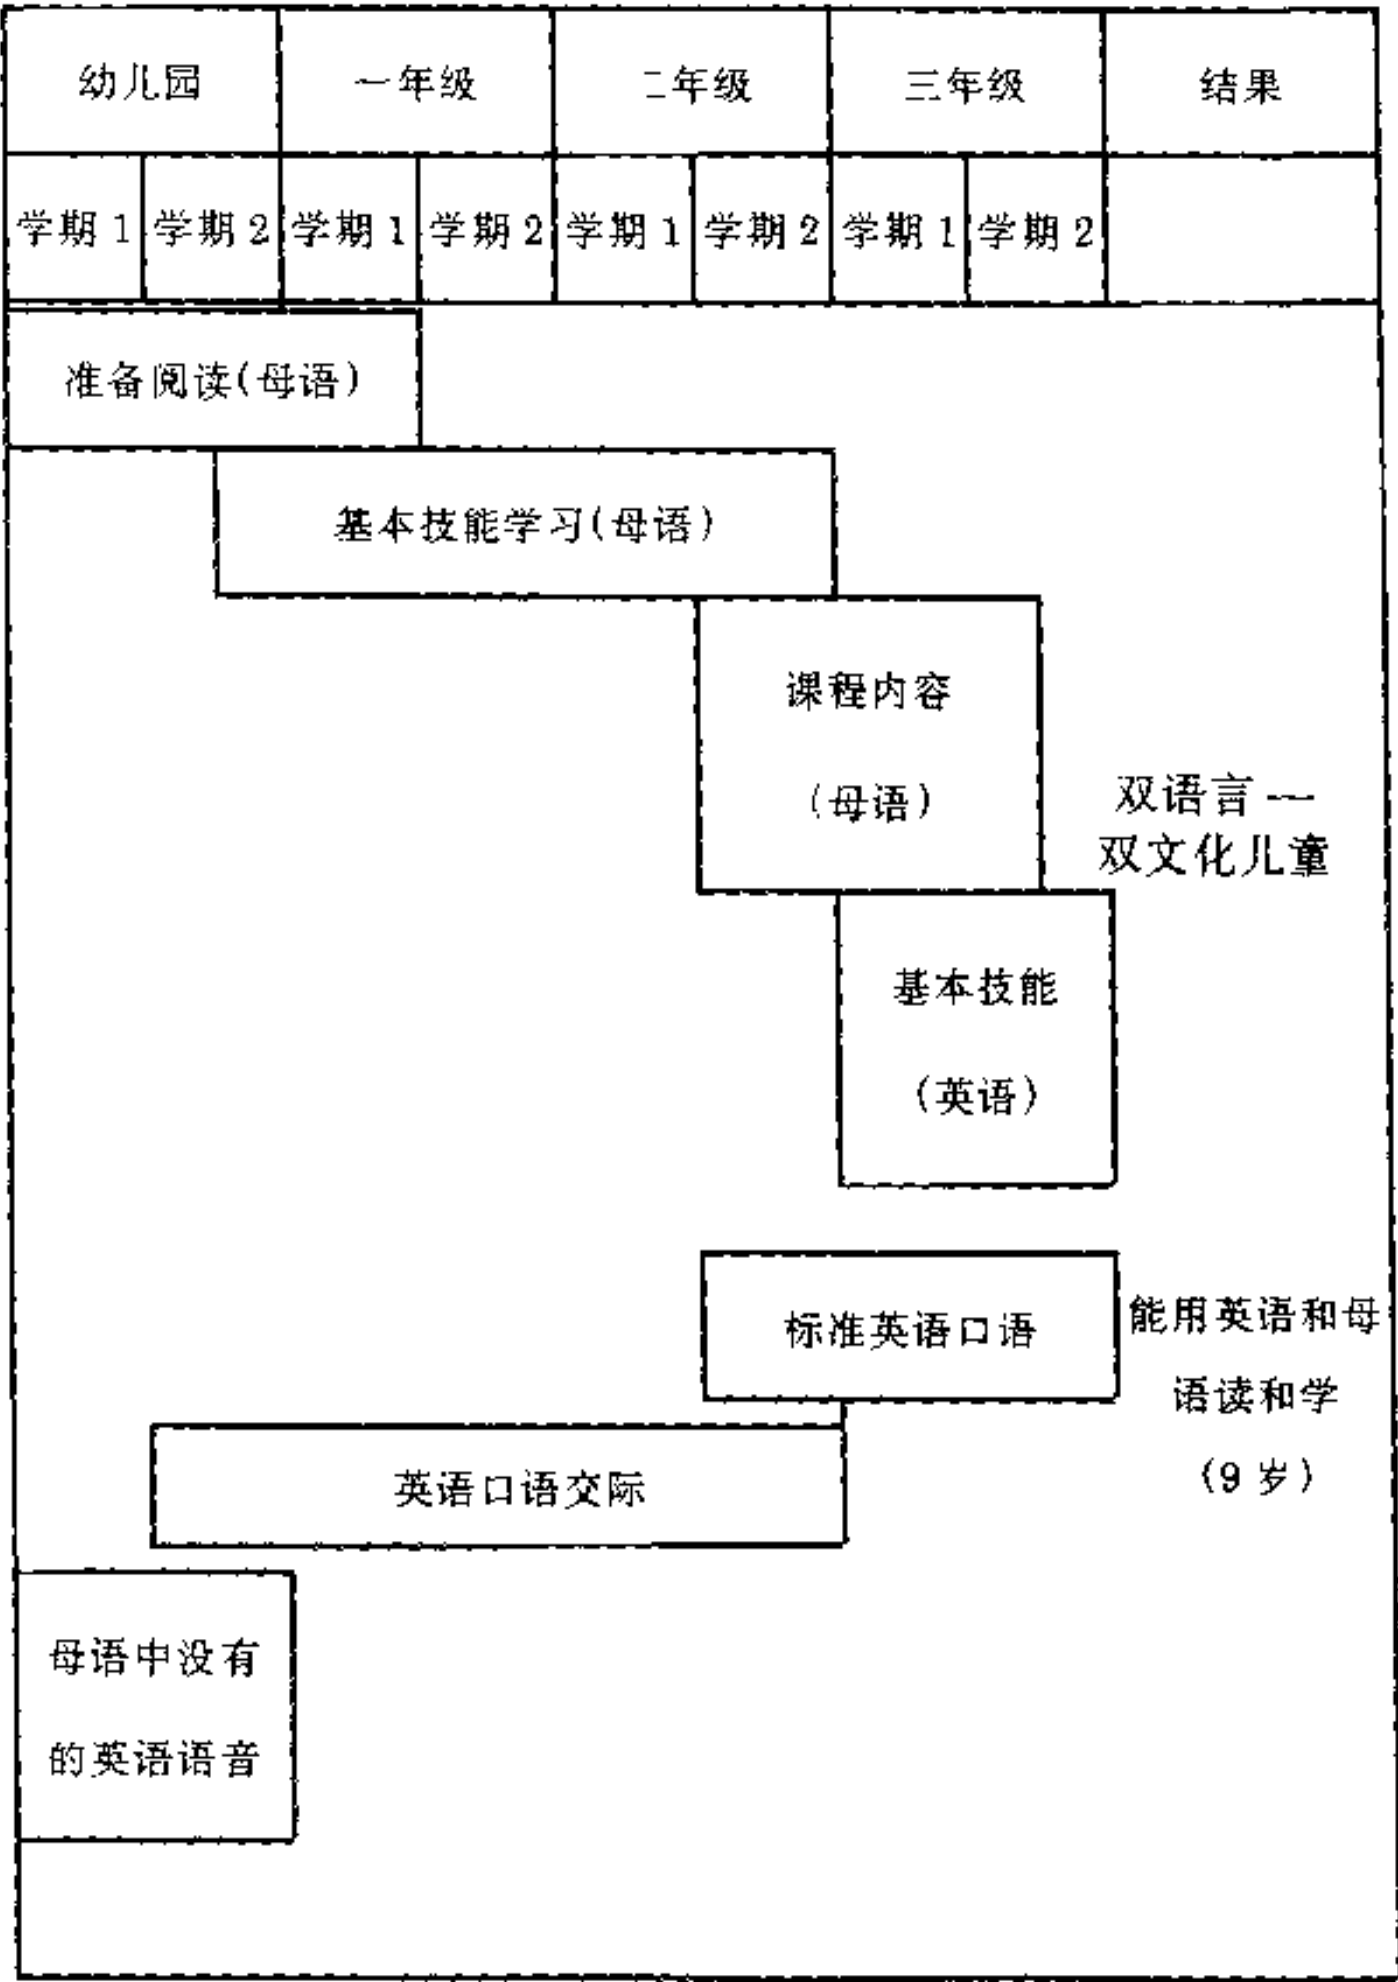 幼儿园 一年级 二年级 三年级 结果
学期1 学期2 学期1 学期2 学期1 学期2 学期1 学期2
准备阅读(母语)
基本技能学习(母语)
课程内容
(母语)
双语言—
双文化儿童
基本技能
(英语)
标准英语口语
能用英语和母
语读和学
(9岁)
英语口语交际
母语中没有
的英语语音